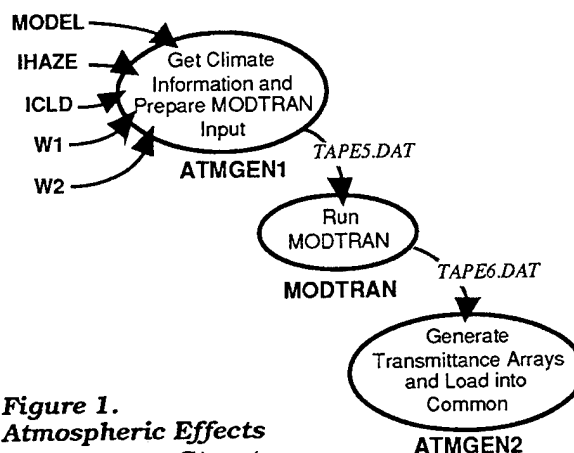 MODEL
IHAZE
ICLD
W1
W2
Get Climate
Information and
Prepare MODTRAN
Input
ATMGEN1
TAPE5.DAT
Run
MODTRAN
MODTRAN
TAPE6.DAT
Generate
Transmittance Arrays
and Load into
Common
ATMGEN2
Figure 1.
Atmospheric Effects